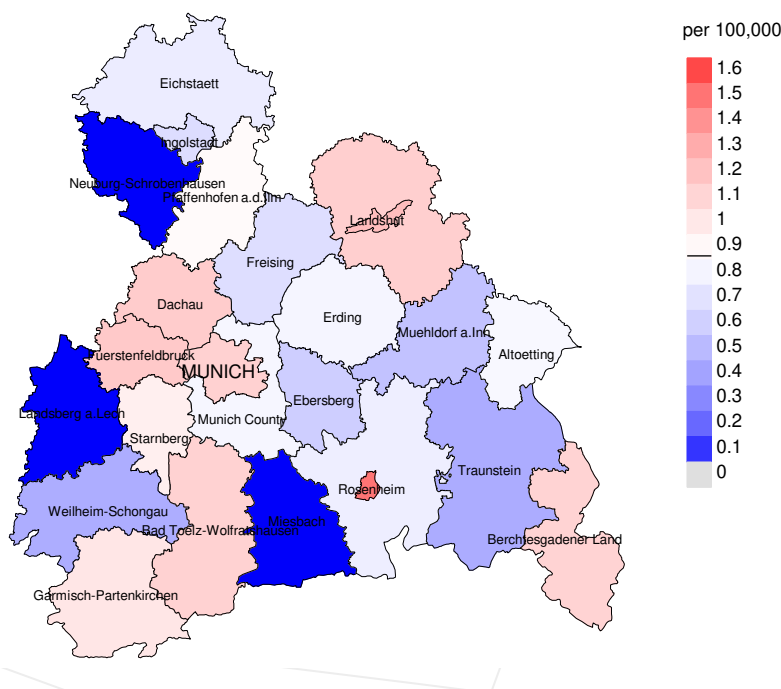 per 100,000
1.6
1.5
1.4
1.3
1.2
1.1
1
0.9
0.8
0.7
0.6
0.5
0.4
0.3
0.2
0.1
0
Eichstaett
Ingolstadt
Neuburg-Schrobenhausen
Pfaffenhofen a.d.Ilm
Landshut
Freising
Dachau
Erding
Muehldorf a.Inn
Fuerstenfeldbruck
Altoetting
MUNICH
Ebersberg
Landsberg a.Lech
Munich County
Starnberg
Traunstein
Rosenheim
Weilheim-Schongau
Miesbach
Bad Toelz-Wolfratshausen
Berchtesgadener Land
Garmisch-Partenkirchen